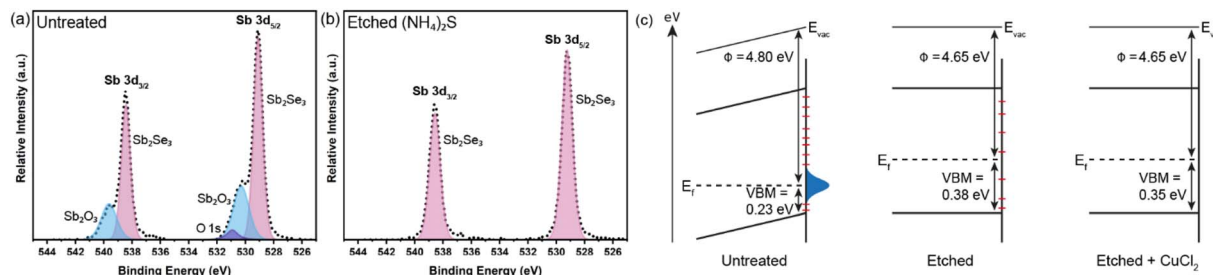 (a) Untreated
Sb 3d5/2
Sb 3d3/2
Sb2Se3
Sb2Se3
Sb2O3
Sb2O3
O 1s
Relative Intensity (a.u.)
544 542 540 538 536 534 532 530 528 526
Binding Energy (eV)
(b) Etched (NH4)2S
Sb 3d5/2
Sb 3d3/2
Sb2Se3
Sb2Se3
Relative Intensity (a.u.)
544 542 540 538 536 534 532 530 528 526
Binding Energy (eV)
(c)
eV
Evac
Φ = 4.80 eV
Ef
VBM =
0.23 eV
Untreated
Evac
Φ = 4.65 eV
Ef
VBM =
0.38 eV
Etched
Φ = 4.65 eV
Ef
VBM =
0.35 eV
Etched + CuCl2